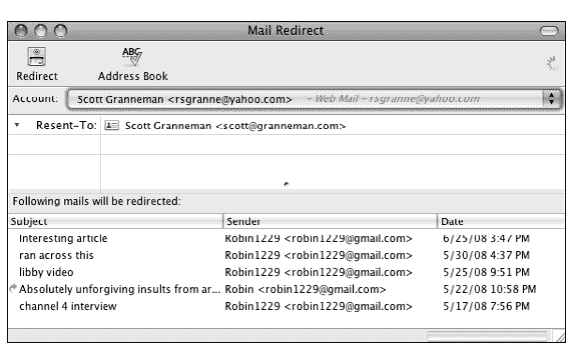 Mail Redirect
ABC
Redirect Address Book
Account: Scott Granneman <rsgranne@yahoo.com> - Web Mail - rsgranne@yahoo.com
Resent-To: Scott Granneman <scott@granneman.com>
Following mails will be redirected:
Subject Sender Date
Interesting article Robin1229 <robin1229@gmail.com> 6/25/08 3:47 PM
ran across this Robin1229 <robin1229@gmail.com> 5/30/08 4:37 PM
libby video Robin1229 <robin1229@gmail.com> 5/25/08 9:51 PM
Absolutely unforgiving insults from ar... Robin <robin1229@gmail.com> 5/22/08 10:58 PM
channel 4 interview Robin1229 <robin1229@gmail.com> 5/17/08 7:56 PM